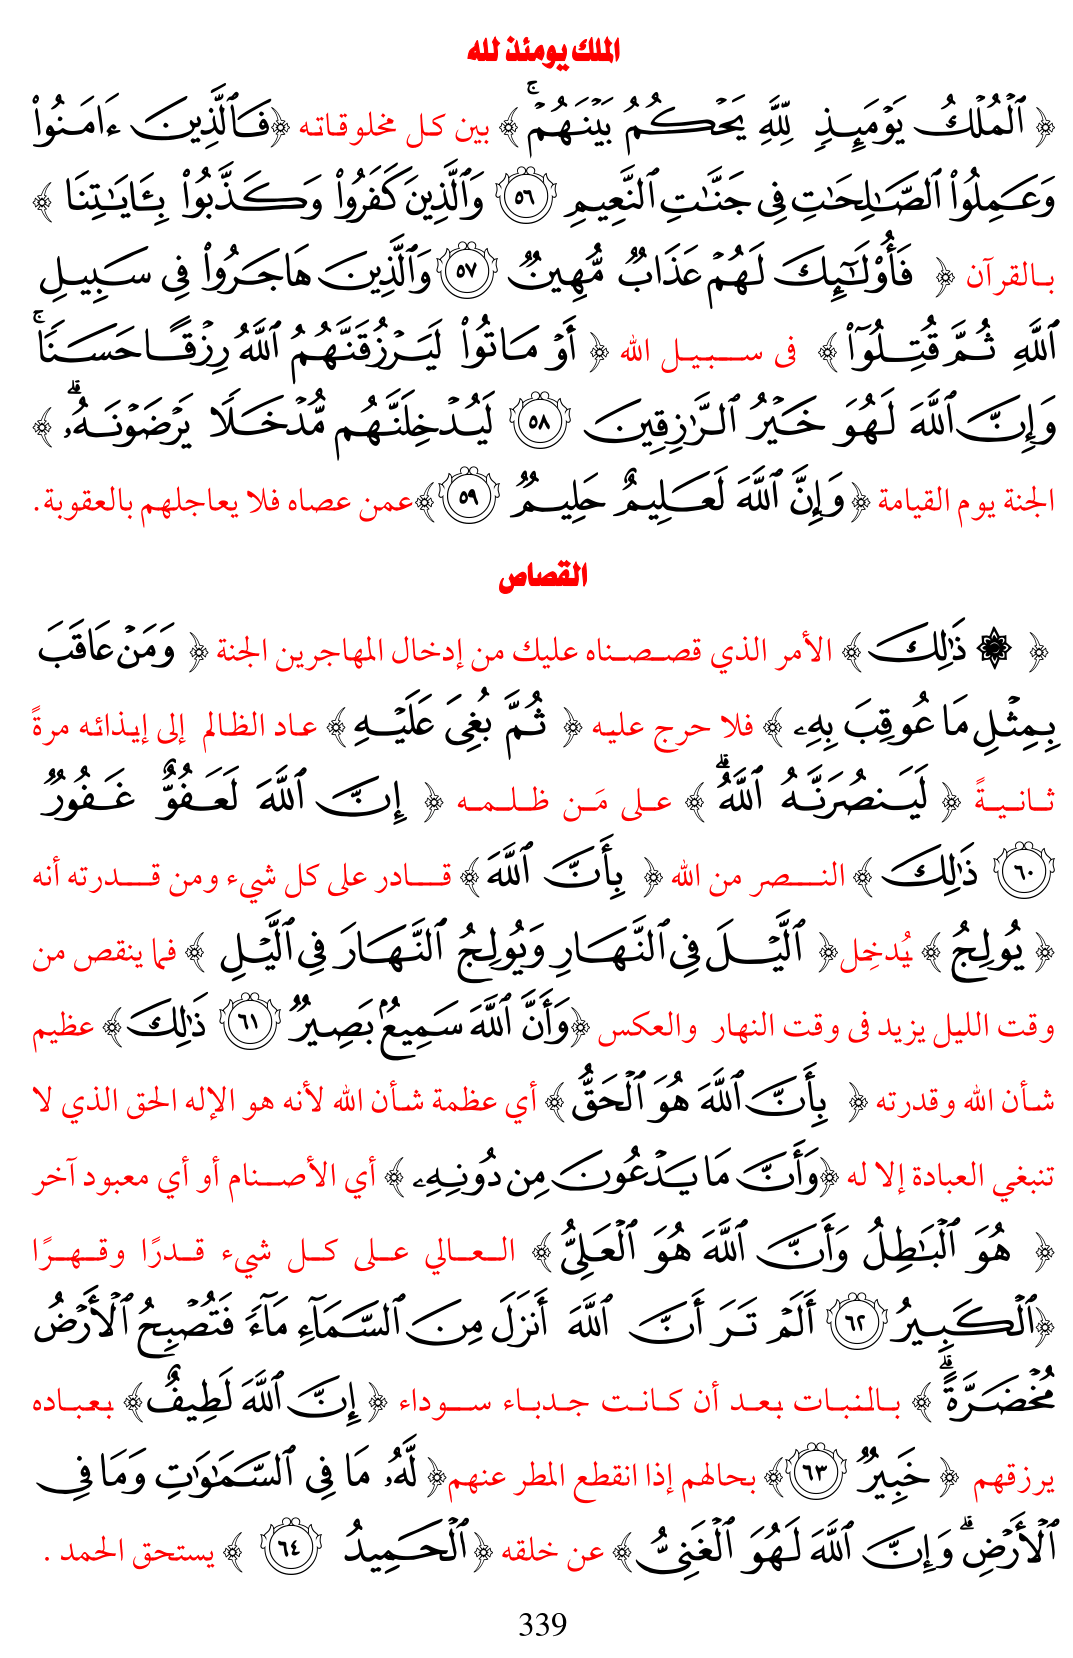 الملك يومئذ لله
﴿ ٱلْمُلْكُ يَوْمَئِذٍ لِّلَّهِ يَحْكُمُ بَيْنَهُمْ ۚ ﴾ بين كل مخلوقاته ﴿فَٱلَّذِينَ ءَامَنُوا۟
وَعَمِلُوا۟ ٱلصَّـٰلِحَـٰتِ فِى جَنَّـٰتِ ٱلنَّعِيمِ ٥٦ وَٱلَّذِينَ كَفَرُوا۟ وَكَذَّبُوا۟ بِـَٔايَـٰتِنَا ﴾
بالقرآن ﴿ فَأُو۟لَـٰٓئِكَ لَهُمْ عَذَابٌ مُّهِينٌ ٥٧ وَٱلَّذِينَ هَاجَرُوا۟ فِى سَبِيلِ
ٱللَّهِ ثُمَّ قُتِلُوٓا۟ ﴾ فى سبيل الله ﴿ أَوْ مَاتُوا۟ لَيَرْزُقَنَّهُمُ ٱللَّهُ رِزْقًا حَسَنًا ۚ
وَإِنَّ ٱللَّهَ لَهُوَ خَيْرُ ٱلرَّٰزِقِينَ ٥٨ لَيُدْخِلَنَّهُم مُّدْخَلًا يَرْضَوْنَهُۥ ۗ ﴾
الجنة يوم القيامة ﴿وَإِنَّ ٱللَّهَ لَعَلِيمٌ حَلِيمٌ ٥٩ ﴾عمن عصاه فلا يعاجلهم بالعقوبة.
القصاص
﴿ ۞ ذَٰلِكَ ﴾ الأمر الذي قصصناه عليك من إدخال المهاجرين الجنة ﴿ وَمَنْ عَاقَبَ
بِمِثْلِ مَا عُوقِبَ بِهِۦ ﴾ فلا حرج عليه ﴿ ثُمَّ بُغِىَ عَلَيْهِ ﴾ عاد الظالم إلى إيذائه مرةً
ثانيةً ﴿ لَيَنصُرَنَّهُ ٱللَّهُ ۗ ﴾ على مَن ظلمه ﴿ إِنَّ ٱللَّهَ لَعَفُوٌّ غَفُورٌ
٦٠ ذَٰلِكَ ﴾ النصر من الله ﴿ بِأَنَّ ٱللَّهَ ﴾ قادر على كل شيء ومن قدرته أنه
﴿ يُولِجُ ﴾ يُدخِل﴿ ٱلَّيْلَ فِى ٱلنَّهَارِ وَيُولِجُ ٱلنَّهَارَ فِى ٱلَّيْلِ ﴾ فما ينقص من
وقت الليل يزيد فى وقت النهار والعكس ﴿وَأَنَّ ٱللَّهَ سَمِيعٌۢ بَصِيرٌ ٦١ ذَٰلِكَ﴾ عظيم
شأن الله وقدرته ﴿ بِأَنَّ ٱللَّهَ هُوَ ٱلْحَقُّ ﴾ أي عظمة شأن الله لأنه هو الإله الحق الذي لا
تنبغي العبادة إلا له ﴿وَأَنَّ مَا يَدْعُونَ مِن دُونِهِۦ ﴾ أي الأصنام أو أي معبود آخر
﴿ هُوَ ٱلْبَـٰطِلُ وَأَنَّ ٱللَّهَ هُوَ ٱلْعَلِىُّ ﴾ العالي على كل شيء قدرًا وقهرًا
﴿ٱلْكَبِيرُ ٦٢ أَلَمْ تَرَ أَنَّ ٱللَّهَ أَنزَلَ مِنَ ٱلسَّمَآءِ مَآءً فَتُصْبِحُ ٱلْأَرْضُ
مُخْضَرَّةً ۗ ﴾ بالنبات بعد أن كانت جدباء سوداء ﴿ إِنَّ ٱللَّهَ لَطِيفٌ﴾ بعباده
يرزقهم ﴿ خَبِيرٌ ٦٣ ﴾ بحالهم إذا انقطع المطر عنهم﴿ لَّهُۥ مَا فِى ٱلسَّمَـٰوَٰتِ وَمَا فِى
ٱلْأَرْضِ ۗ وَإِنَّ ٱللَّهَ لَهُوَ ٱلْغَنِىُّ ﴾ عن خلقه ﴿ٱلْحَمِيدُ ٦٤ ﴾ يستحق الحمد .
339